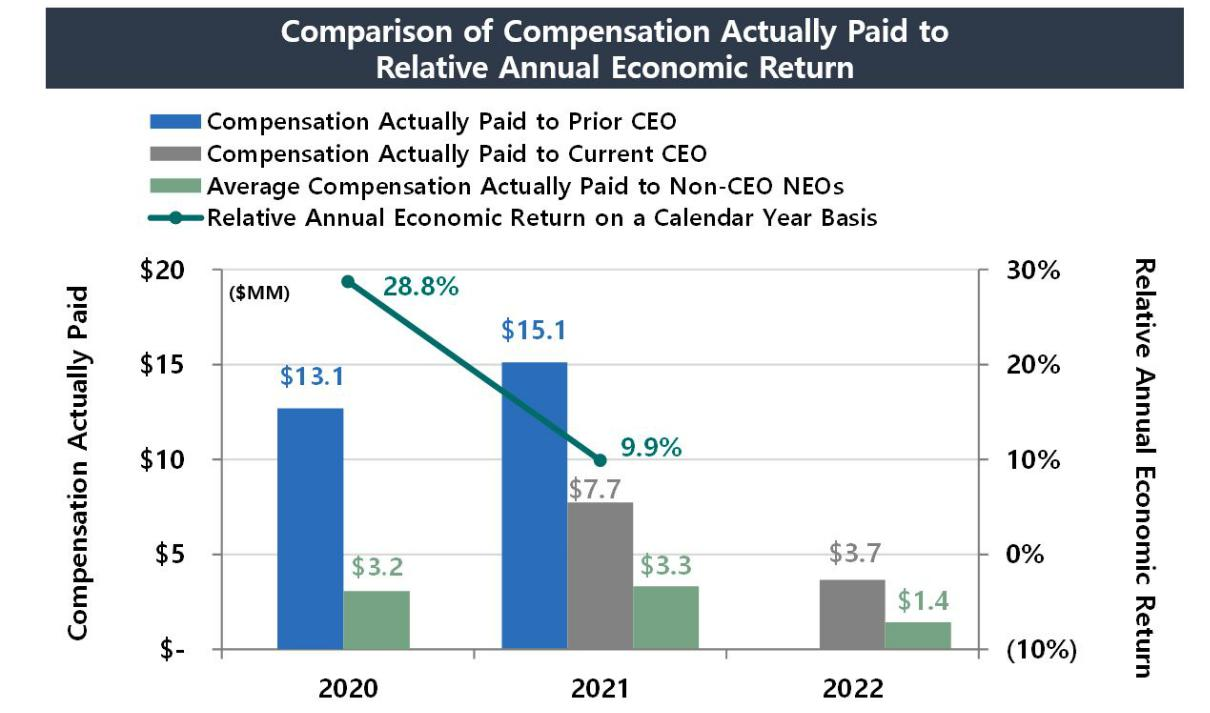 Comparison of Compensation Actually Paid to
Relative Annual Economic Return
Compensation Actually Paid to Prior CEO
Compensation Actually Paid to Current CEO
Average Compensation Actually Paid to Non-CEO NEOs
Relative Annual Economic Return on a Calendar Year Basis
Compensation Actually Paid
$20
$15
$10
$5
$-
($MM)
$13.1
$3.2
28.8%
$15.1
$7.7
$3.3
9.9%
$3.7
$1.4
30%
20%
10%
0%
(10%)
Relative Annual Economic Return
2020
2021
2022